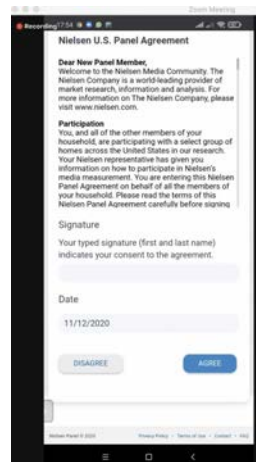 Zoom Meeting
Recording 17:54
Nielsen U.S. Panel Agreement
Dear New Panel Member,
Welcome to the Nielsen Media Community. The
Nielsen Company is a world-leading provider of
market research, information and analysis. For
more information on The Nielsen Company, please
visit www.nielsen.com.
Participation
You, and all of the other members of your
household, are participating with a select group of
homes across the United States in our research.
Your Nielsen representative has given you
information on how to participate in Nielsen's
media measurement. You are entering this Nielsen
Panel Agreement on behalf of all the members of
your household. Please read the terms of this
Nielsen Panel Agreement carefully before signing
Signature
Your typed signature (first and last name)
indicates your consent to the agreement.
Date
11/12/2020
DISAGREE AGREE
Nielsen Panel © 2020 Privacy Policy - Terms of Use - Contact - FAQ